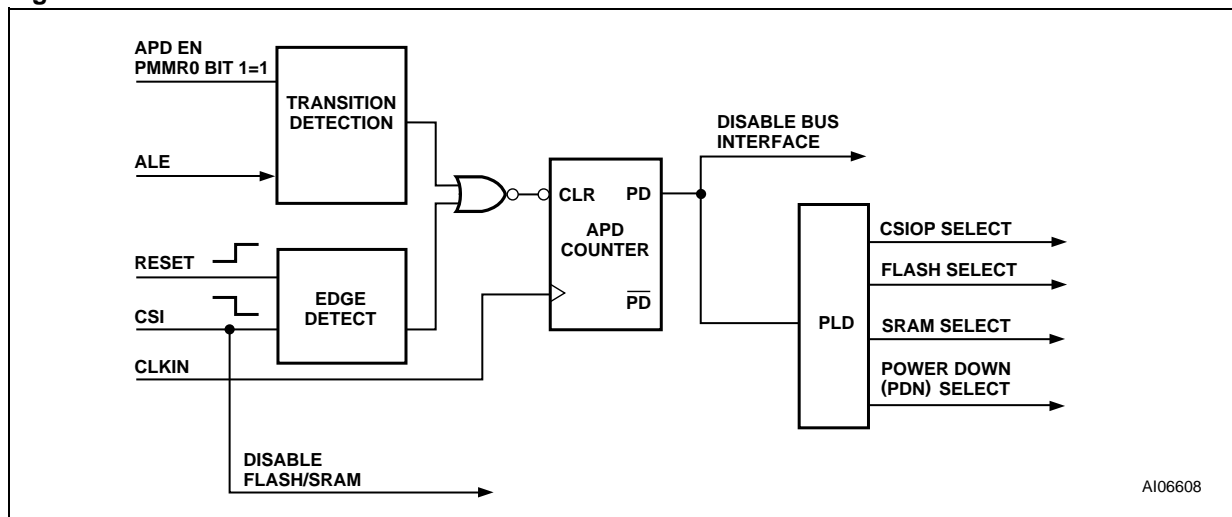 APD EN
PMMR0 BIT 1=1
TRANSITION
DETECTION
ALE
RESET
CSI
EDGE
DETECT
CLKIN
DISABLE
FLASH/SRAM
CLR
PD
APD
COUNTER
PD
DISABLE BUS
INTERFACE
PLD
CSIOP SELECT
FLASH SELECT
SRAM SELECT
POWER DOWN
(PDN) SELECT
AI06608